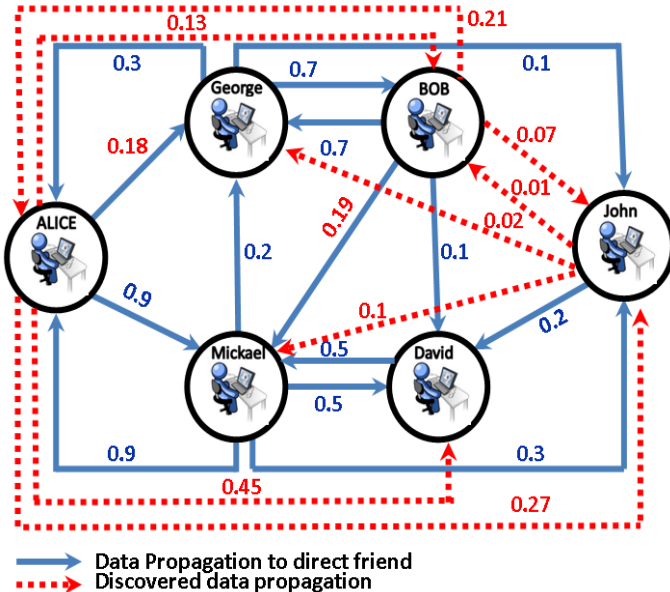 0.13
0.21
0.3
George
0.7
BOB
0.1
0.18
0.7
0.07
0.01
ALICE
0.19
0.02
John
0.2
0.1
0.9
0.1
0.2
Mickael
0.5
David
0.5
0.9
0.3
0.45
0.27
Data Propagation to direct friend
Discovered data propagation